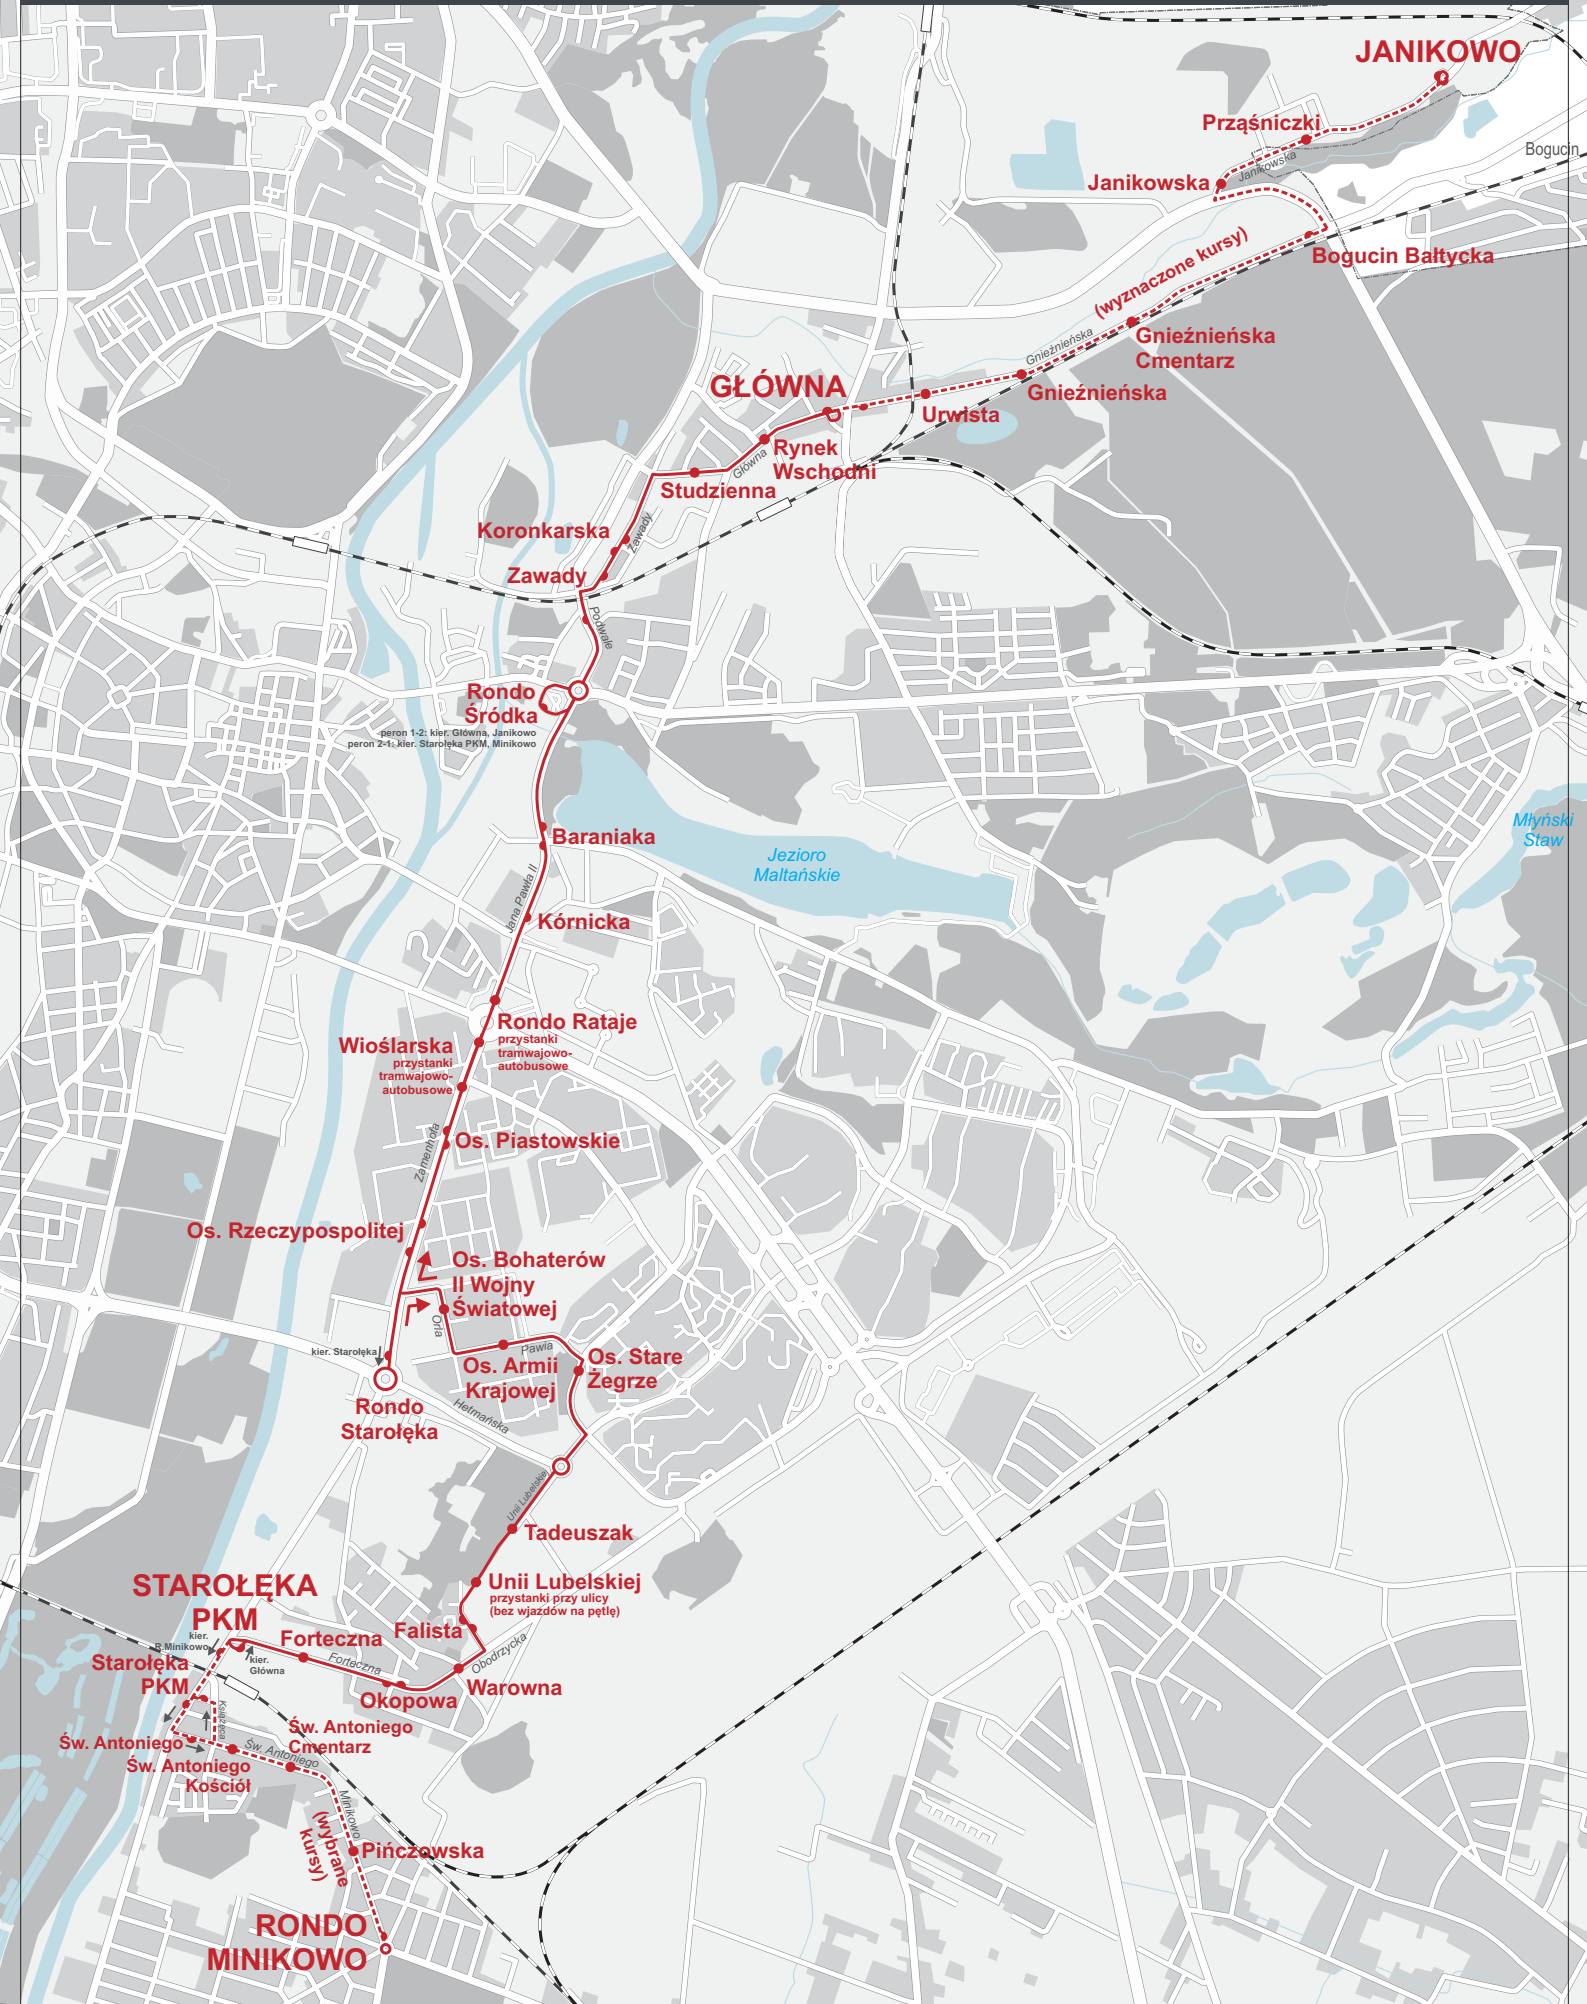 JANIKOWO
Prząśniczki
Bogucin
Janikowska
Janikowska
(wyznaczone kursy)
Bogucin Bałtycka
Gnieźnieńska
Gnieźnieńska
Cmentarz
GŁÓWNA
Gnieźnieńska
Urwista
Rynek
Wschodni
Główna
Studzienna
Koronkarska
Zawady
Zawady
Podwale
Rondo
Śródka
peron 1-2: kier. Główna, Janikowo
peron 2-1: kier. Starołęka PKM, Minikowo
Baraniaka
Jezioro
Maltańskie
Młyński
Staw
Jana Pawła II
Kórnicka
Rondo Rataje
przystanki
tramwajowo-
autobusowe
Wioślarska
przystanki
tramwajowo-
autobusowe
Os. Piastowskie
Zamenhofa
Os. Rzeczypospolitej
Os. Bohaterów
II Wojny
Światowej
Orla
kier. Starołęka
Pawia
Os. Armii
Krajowej
Os. Stare
Żegrze
Rondo
Starołęka
Hetmańska
Unii Lubelskiej
Tadeuszak
Unii Lubelskiej
przystanki przy ulicy
(bez wjazdów na pętlę)
STAROŁĘKA
PKM
kier.
R.Minikowo
kier.
Główna
Forteczna
Forteczna
Falista
Obodrzycka
Starołęka
PKM
Okopowa
Warowna
Książęca
Św. Antoniego
Św. Antoniego
Cmentarz
Św. Antoniego
Św. Antoniego
Kościół
Minikowo
(wybrane
kursy)
Pińczowska
RONDO
MINIKOWO